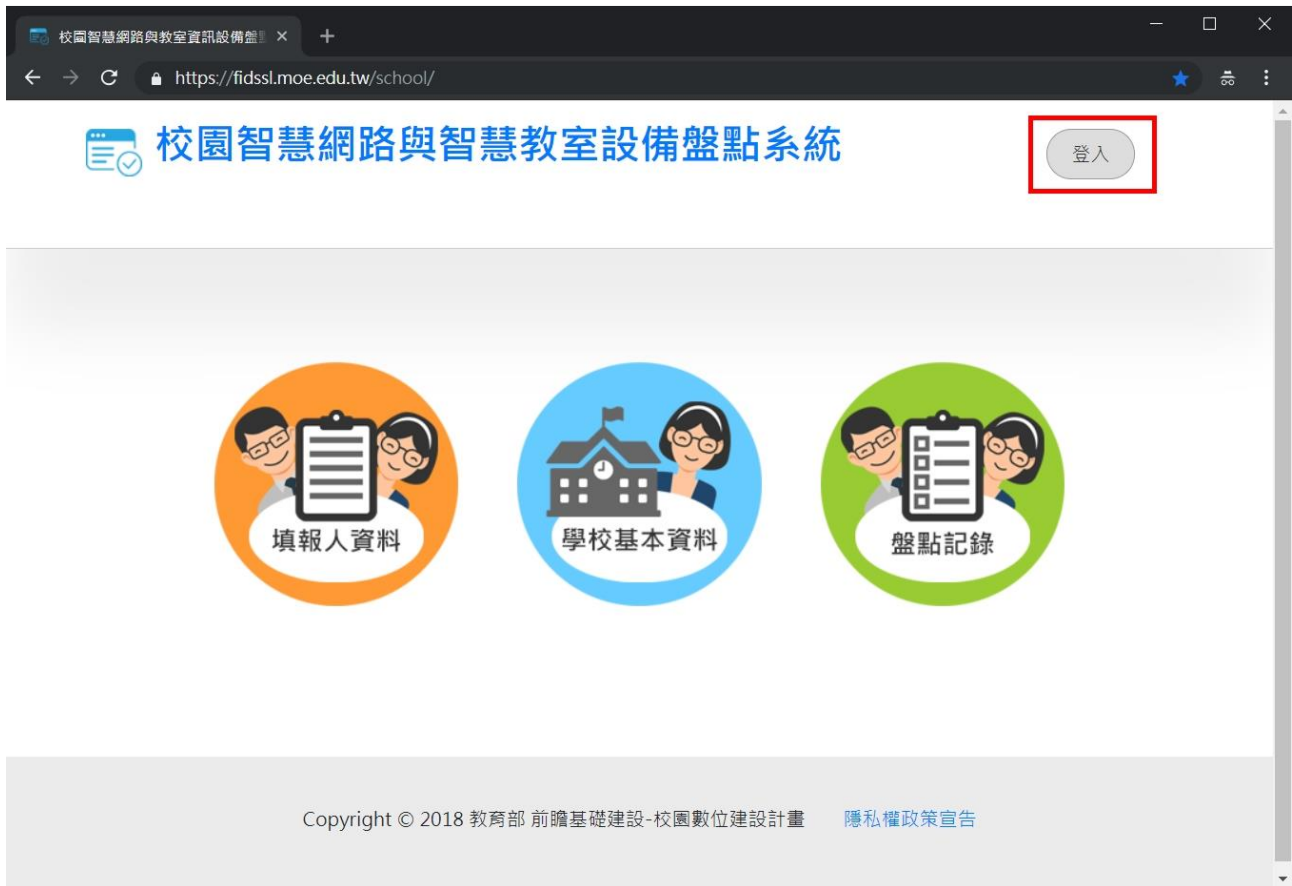 校園智慧網路與教室資訊設備盤
https://fidssl.moe.edu.tw/school/
校園智慧網路與智慧教室設備盤點系統
登入
填報人資料
學校基本資料
盤點記錄
Copyright © 2018 教育部 前瞻基礎建設-校園數位建設計畫 隱私權政策宣告